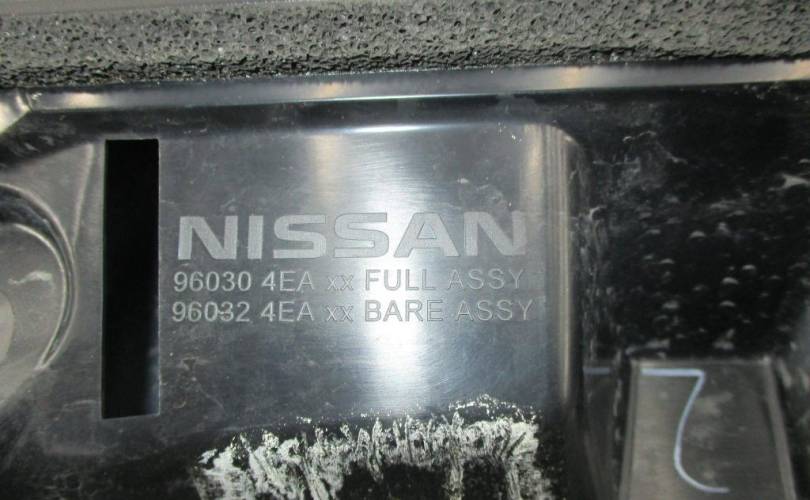 NISSAN
96030 4EA xx FULL ASSY
96032 4EA xx BARE ASSY